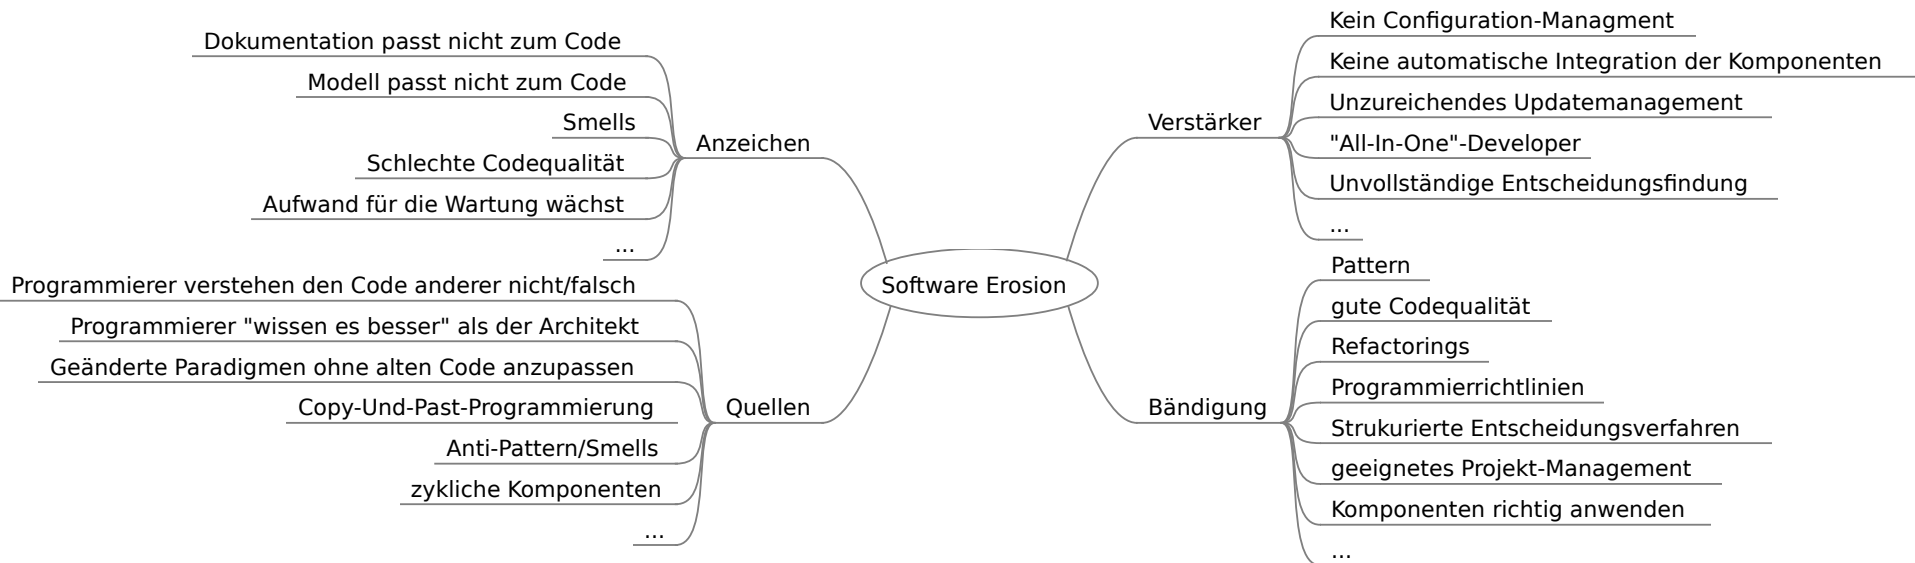 Software Erosion
Anzeichen
Dokumentation passt nicht zum Code
Modell passt nicht zum Code
Smells
Schlechte Codequalität
Aufwand für die Wartung wächst
...
Quellen
Programmierer verstehen den Code anderer nicht/falsch
Programmierer "wissen es besser" als der Architekt
Geänderte Paradigmen ohne alten Code anzupassen
Copy-Und-Past-Programmierung
Anti-Pattern/Smells
zykliche Komponenten
...
Verstärker
Kein Configuration-Managment
Keine automatische Integration der Komponenten
Unzureichendes Updatemanagement
"All-In-One"-Developer
Unvollständige Entscheidungsfindung
...
Bändigung
Pattern
gute Codequalität
Refactorings
Programmierrichtlinien
Strukurierte Entscheidungsverfahren
geeignetes Projekt-Management
Komponenten richtig anwenden
...